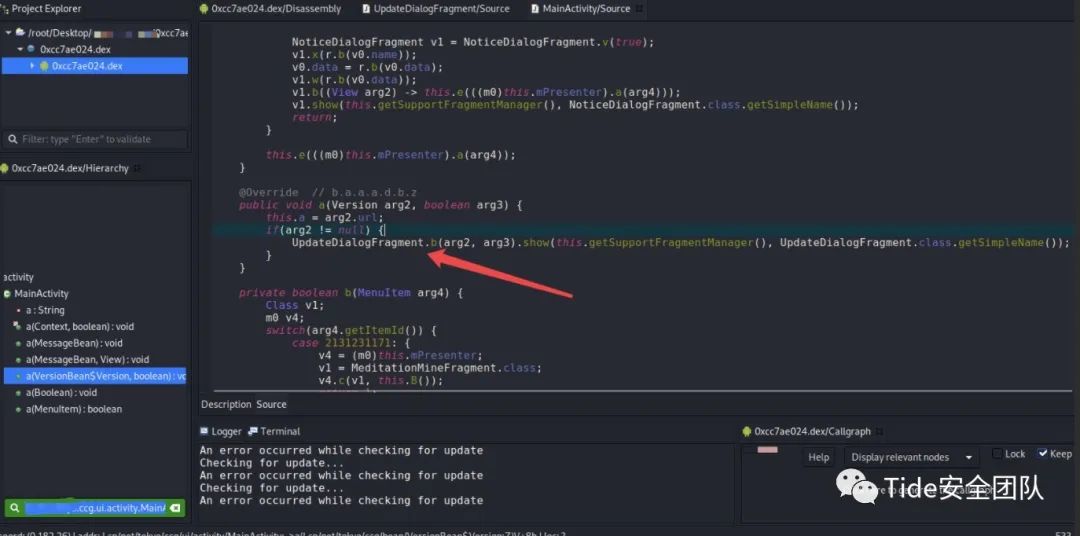 Project Explorer
0xcc7ae024.dex/Disassembly
UpdateDialogFragment/Source
MainActivity/Source
/root/Desktop/
0xcc7ae
0xcc7ae024.dex
0xcc7ae024.dex
Filter: type "Enter" to validate
0xcc7ae024.dex/Hierarchy
activity
MainActivity
a : String
a(Context, boolean) : void
a(MessageBean) : void
a(MessageBean, View) : void
a(VersionBean$Version, boolean) : vo
a(Boolean) : void
a(MenuItem) : boolean
.ccg.ui.activity.MainA
NoticeDialogFragment v1 = NoticeDialogFragment.v(true);
v1.x(r.b(v0.name));
v0.data = r.b(v0.data);
v1.w(r.b(v0.data));
v1.b((View arg2) -> this.e(((m0)this.mPresenter).a(arg4)));
v1.show(this.getSupportFragmentManager(), NoticeDialogFragment.class.getSimpleName());
return;
}
this.e(((m0)this.mPresenter).a(arg4));
}
@Override // b.a.a.a.d.b.z
public void a(Version arg2, boolean arg3) {
this.a = arg2.url;
if(arg2 != null) {
UpdateDialogFragment.b(arg2, arg3).show(this.getSupportFragmentManager(), UpdateDialogFragment.class.getSimpleName());
}
}
private boolean b(MenuItem arg4) {
Class v1;
m0 v4;
switch(arg4.getItemId()) {
case 2131231171: {
v4 = (m0)this.mPresenter;
v1 = MeditationMineFragment.class;
v4.c(v1, this.B());
Description Source
Logger Terminal
An error occurred while checking for update
Checking for update...
An error occurred while checking for update
Checking for update...
An error occurred while checking for update
0xcc7ae024.dex/Callgraph
Help
Display relevant nodes
Lock
Keep
Tide安全团队